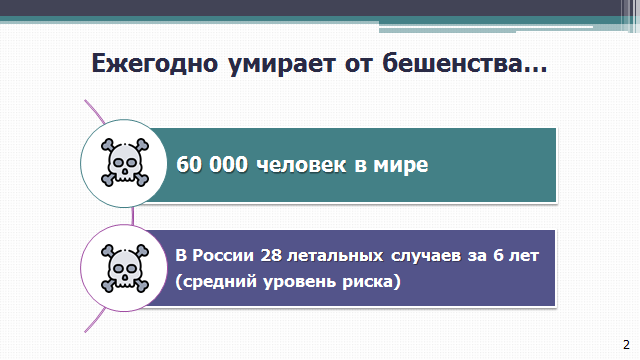 Ежегодно умирает от бешенства...
60 000 человек в мире
В России 28 летальных случаев за 6 лет
(средний уровень риска)
2